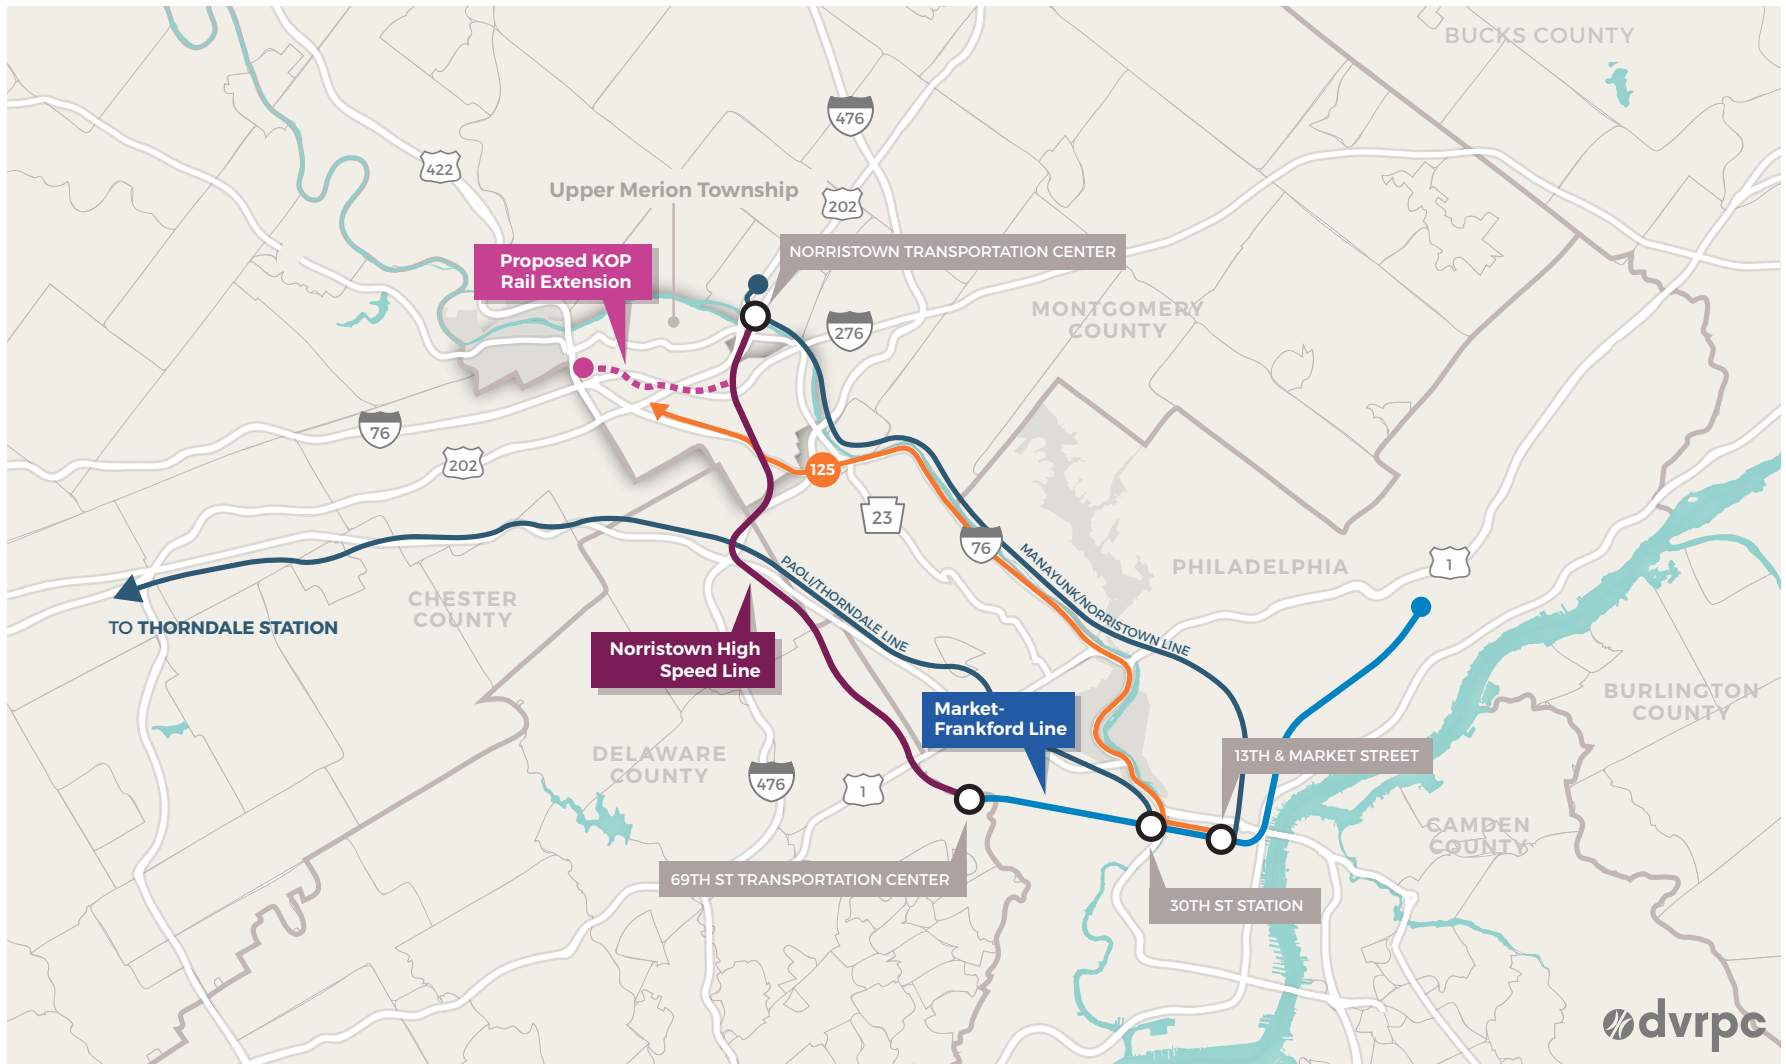 BUCKS COUNTY
476
422
Upper Merion Township
202
NORRISTOWN TRANSPORTATION CENTER
Proposed KOP
Rail Extension
MONTGOMERY
COUNTY
276
76
202
125
23
76
1
PHILADELPHIA
MANAYUNK/NORRISTOWN LINE
PAOLI/THORNDALE LINE
CHESTER
COUNTY
TO THORNDALE STATION
Norristown High
Speed Line
Market-
Frankford Line
BURLINGTON
COUNTY
DELAWARE
COUNTY
13TH & MARKET STREET
476
1
CAMDEN
COUNTY
69TH ST TRANSPORTATION CENTER
30TH ST STATION
dvrpc